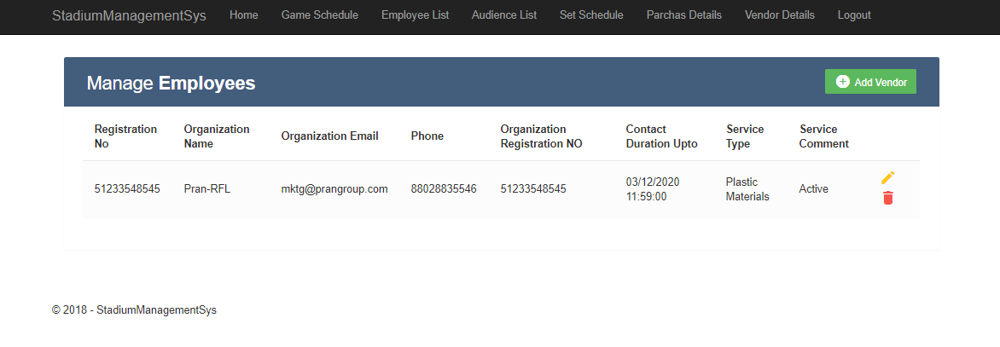 StadiumManagementSys Home Game Schedule Employee List Audience List Set Schedule Parchas Details Vendor Details Logout
Manage Employees
Add Vendor
Registration No Organization Name Organization Email Phone Organization Registration NO Contact Duration Upto Service Type Service Comment
51233548545 Pran-RFL mktg@prangroup.com 88028835546 51233548545 03/12/2020 11:59:00 Plastic Materials Active
© 2018 - StadiumManagementSys